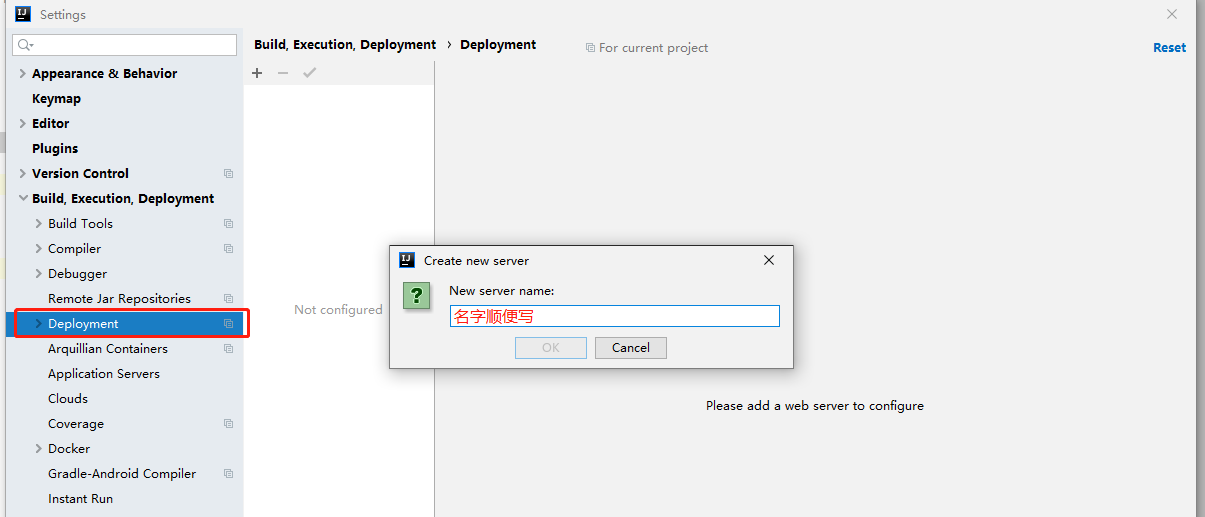 Settings
Build, Execution, Deployment › Deployment
For current project
Reset
Appearance & Behavior
Keymap
Editor
Plugins
Version Control
Build, Execution, Deployment
Build Tools
Compiler
Debugger
Remote Jar Repositories
Deployment
Arquillian Containers
Application Servers
Clouds
Coverage
Docker
Gradle-Android Compiler
Instant Run
Not configured
IJ
Create new server
New server name:
名字顺便写
OK
Cancel
Please add a web server to configure